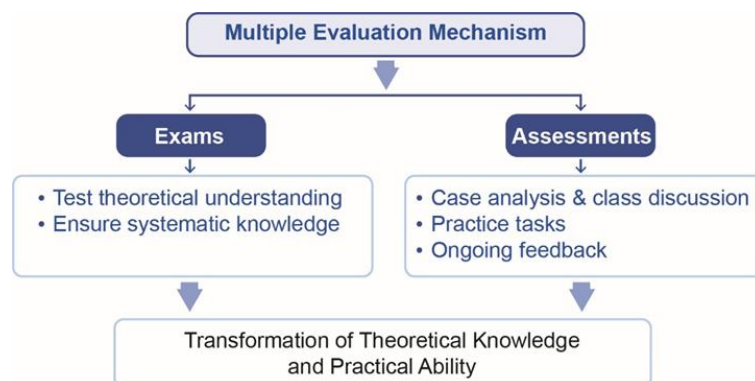 Multiple Evaluation Mechanism
Exams
Assessments
• Test theoretical understanding
• Ensure systematic knowledge
• Case analysis & class discussion
• Practice tasks
• Ongoing feedback
Transformation of Theoretical Knowledge
and Practical Ability